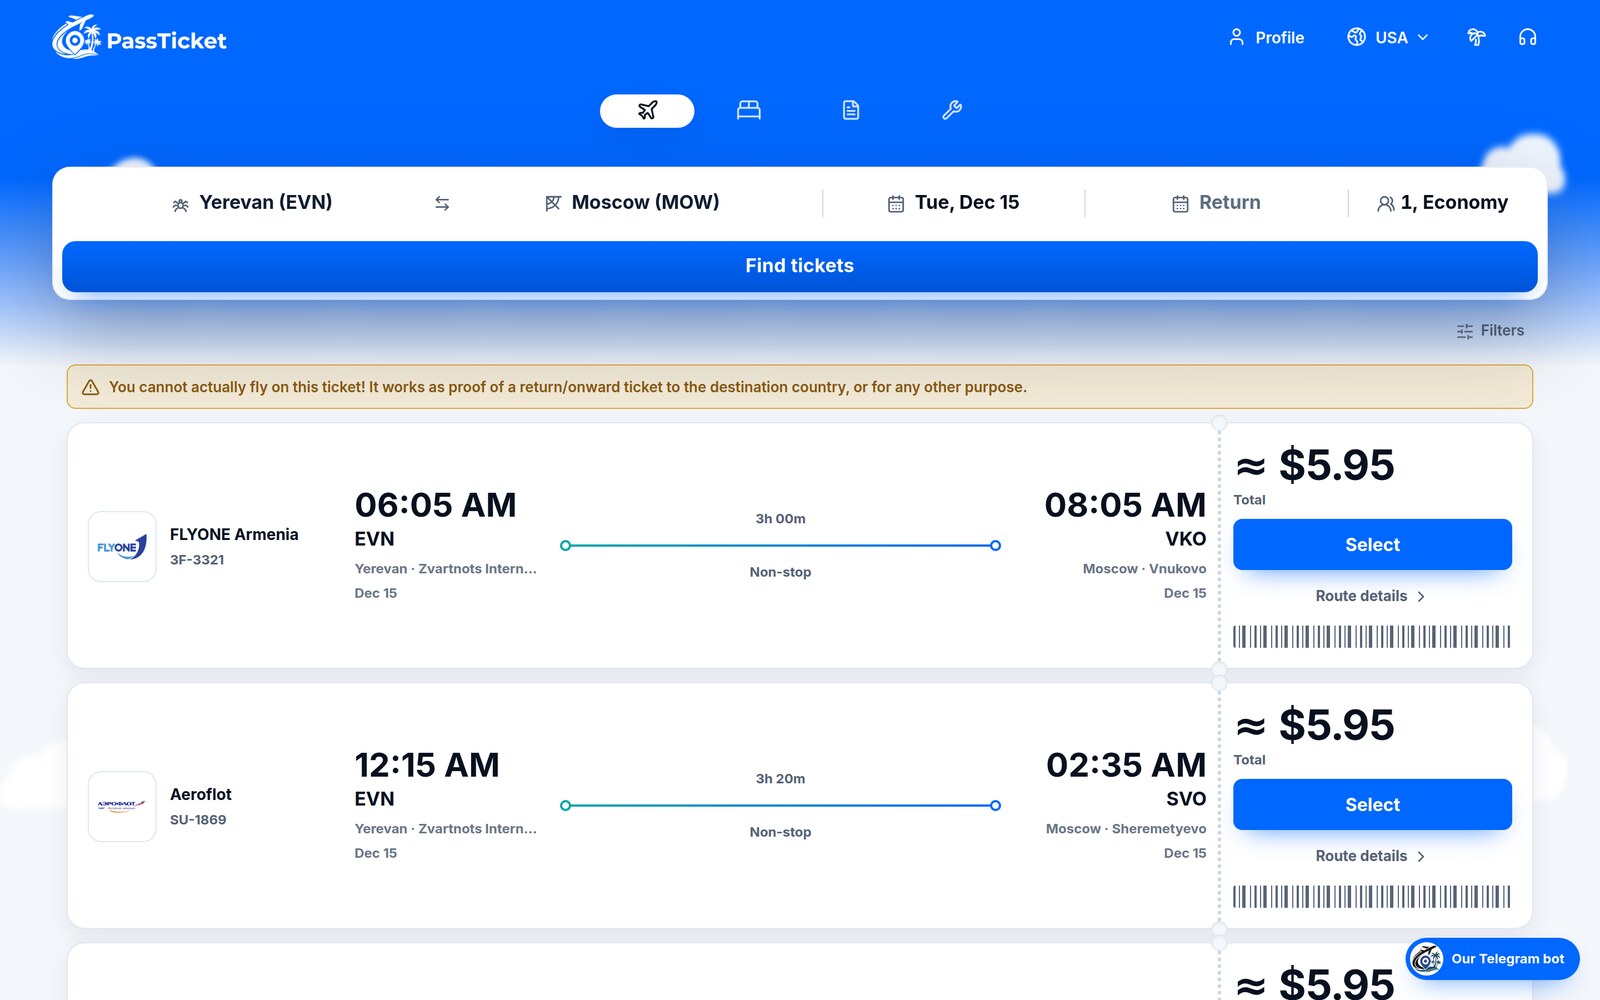 PassTicket
Profile
USA
Yerevan (EVN)
Moscow (MOW)
Tue, Dec 15
Return
1, Economy
Find tickets
Filters
You cannot actually fly on this ticket! It works as proof of a return/onward ticket to the destination country, or for any other purpose.
FLYONE
FLYONE Armenia
3F-3321
06:05 AM
EVN
Yerevan · Zvartnots Intern...
Dec 15
3h 00m
Non-stop
08:05 AM
VKO
Moscow · Vnukovo
Dec 15
≈ $5.95
Total
Select
Route details
АЭРОФЛОТ
Aeroflot
SU-1869
12:15 AM
EVN
Yerevan · Zvartnots Intern...
Dec 15
3h 20m
Non-stop
02:35 AM
SVO
Moscow · Sheremetyevo
Dec 15
≈ $5.95
Total
Select
Route details
≈ $5.95
Our Telegram bot